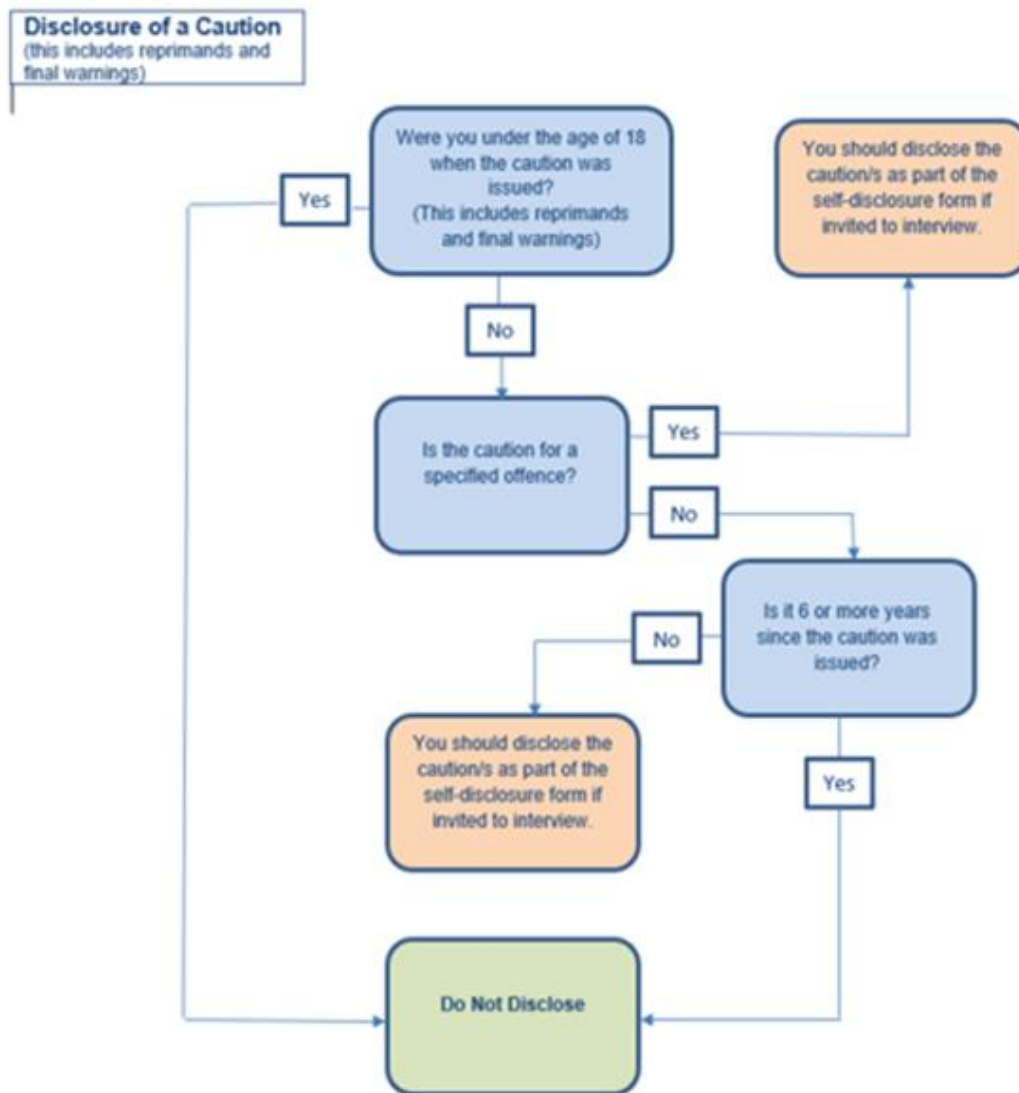 Disclosure of a Caution
(this includes reprimands and
final warnings)
Were you under the age of 18
when the caution was
issued?
(This includes reprimands
and final warnings)
You should disclose the
caution/s as part of the
self-disclosure form if
invited to interview.
Yes
No
Is the caution for a
specified offence?
Yes
No
Is it 6 or more years
since the caution was
issued?
No
You should disclose the
caution/s as part of the
self-disclosure form if
invited to interview.
Yes
Do Not Disclose